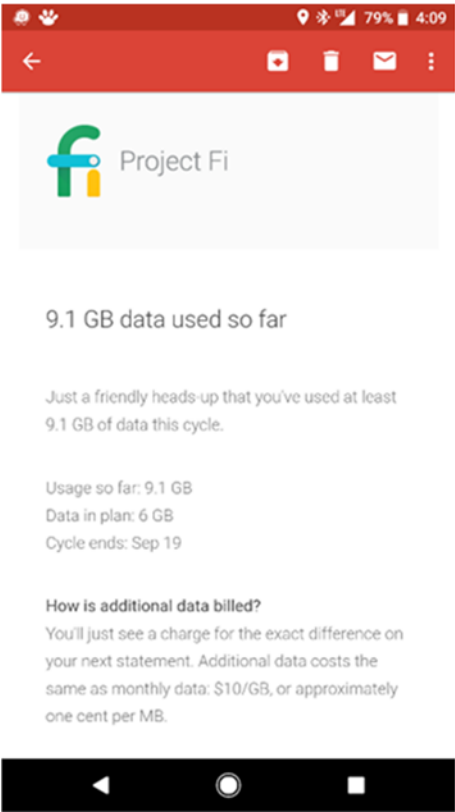 LTE 79% 4:09
Project Fi
9.1 GB data used so far
Just a friendly heads-up that you've used at least
9.1 GB of data this cycle.
Usage so far: 9.1 GB
Data in plan: 6 GB
Cycle ends: Sep 19
How is additional data billed?
You'll just see a charge for the exact difference on
your next statement. Additional data costs the
same as monthly data: $10/GB, or approximately
one cent per MB.